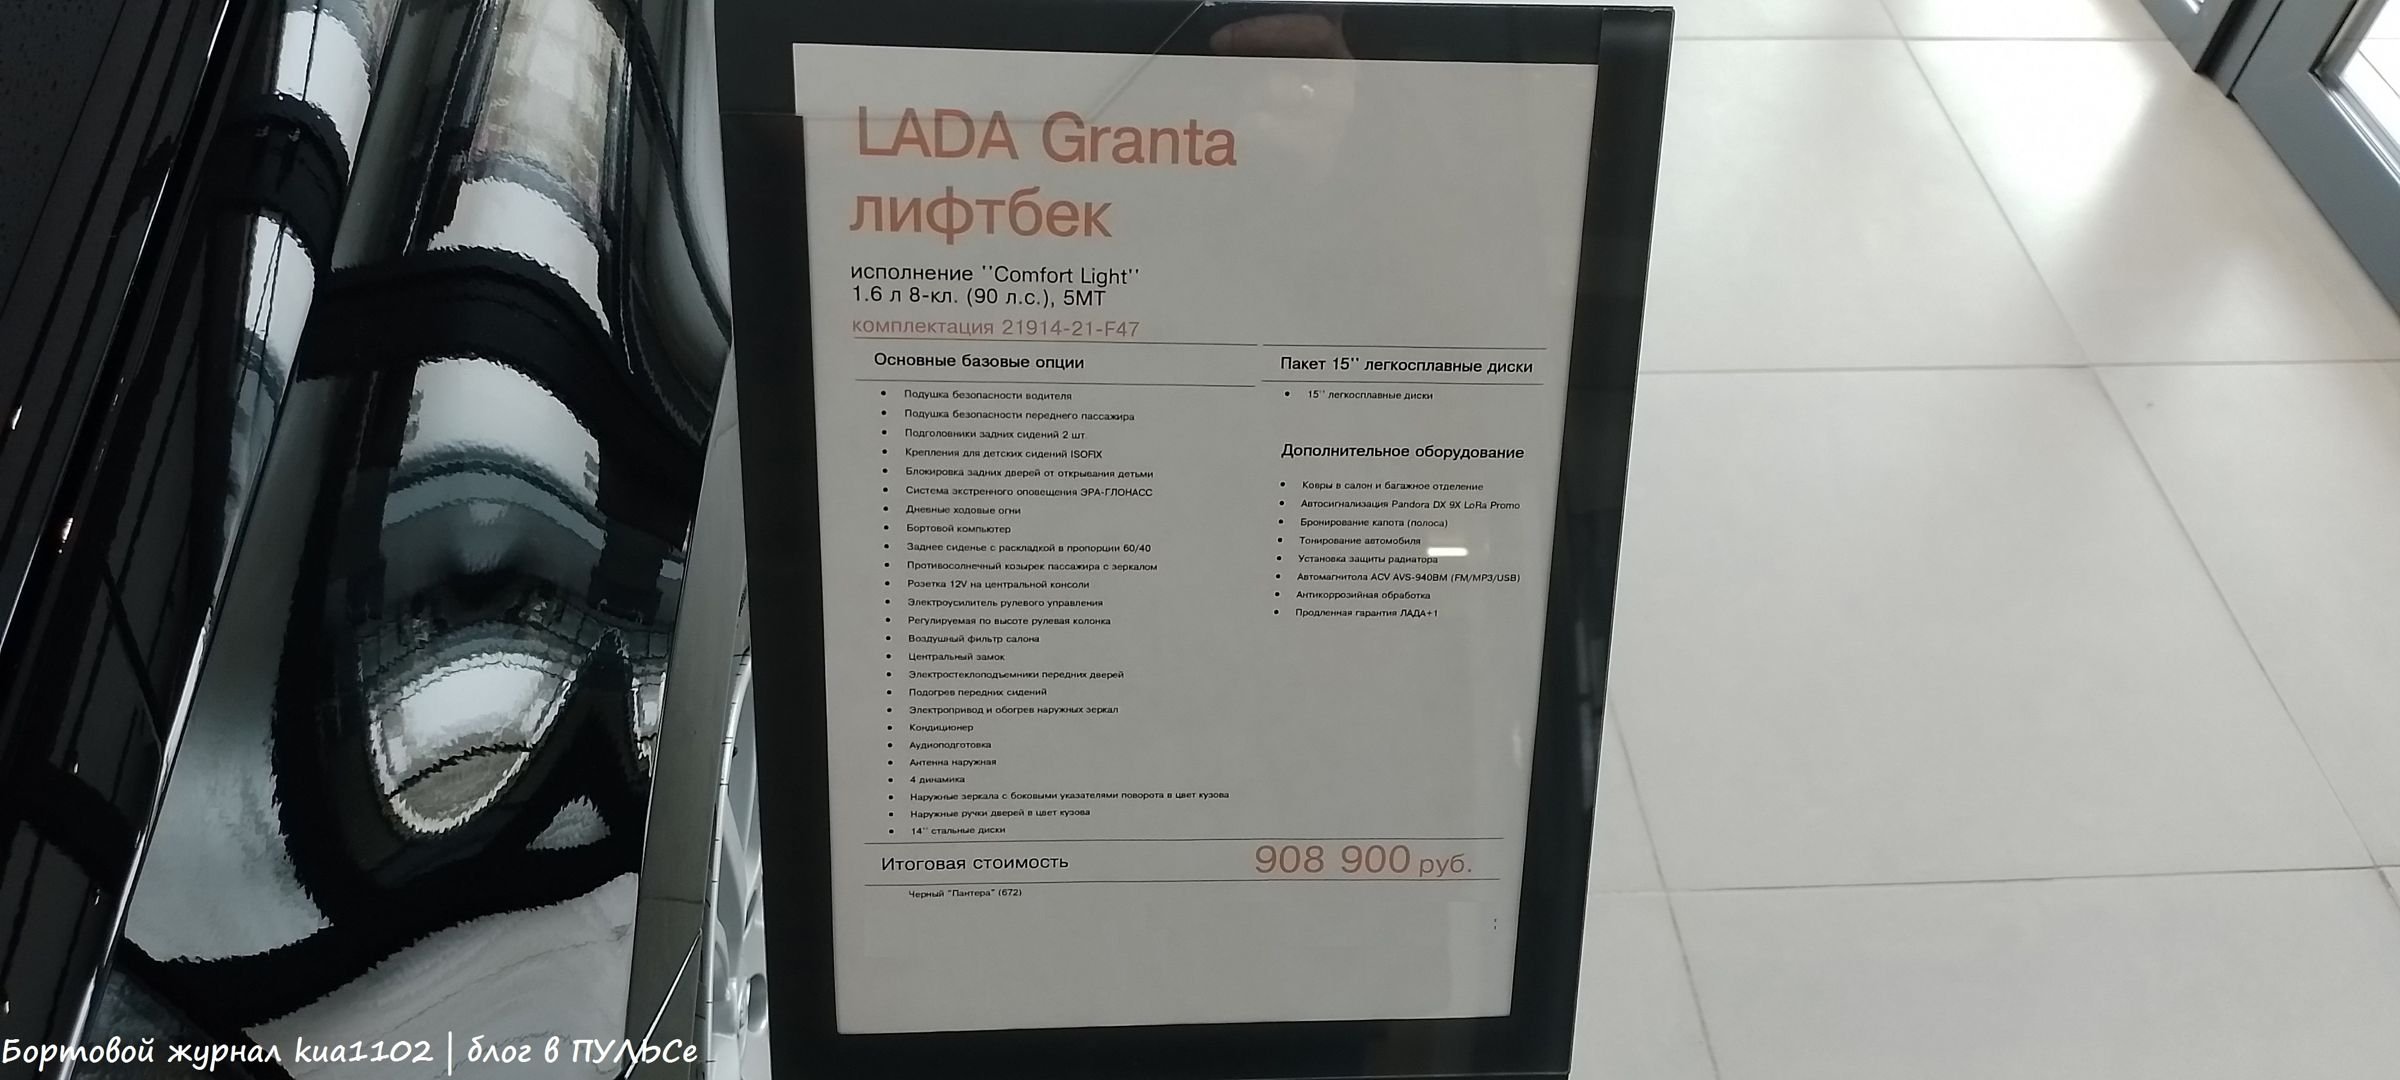 LADA Granta
лифтбек
исполнение ''Comfort Light''
1.6 л 8-кл. (90 л.с.), 5МТ
комплектация 21914-21-F47
Основные базовые опции
• Подушка безопасности водителя
• Подушка безопасности переднего пассажира
• Подголовники задних сидений 2 шт
• Крепления для детских сидений ISOFIX
• Блокировка задних дверей от открывания детьми
• Система экстренного оповещения ЭРА-ГЛОНАСС
• Дневные ходовые огни
• Бортовой компьютер
• Заднее сиденье с раскладкой в пропорции 60/40
• Противосолнечный козырек пассажира с зеркалом
• Розетка 12V на центральной консоли
• Электроусилитель рулевого управления
• Регулируемая по высоте рулевая колонка
• Воздушный фильтр салона
• Центральный замок
• Электростеклоподъемники передних дверей
• Подогрев передних сидений
• Электропривод и обогрев наружных зеркал
• Кондиционер
• Аудиоподготовка
• Антенна наружная
• 4 динамика
• Наружные зеркала с боковыми указателями поворота в цвет кузова
• Наружные ручки дверей в цвет кузова
• 14'' стальные диски
Пакет 15'' легкосплавные диски
• 15'' легкосплавные диски
Дополнительное оборудование
• Ковры в салон и багажное отделение
• Автосигнализация Pandora DX 9X LoRa Promo
• Бронирование капота (полоса)
• Тонирование автомобиля
• Установка защиты радиатора
• Автомагнитола ACV AVS-940BM (FM/MP3/USB)
• Антикоррозийная обработка
• Продленная гарантия ЛАДА+1
Итоговая стоимость 908 900 руб.
Черный "Пантера" (672)
Бортовой журнал kua1102 | блог в ПУЛЬСе